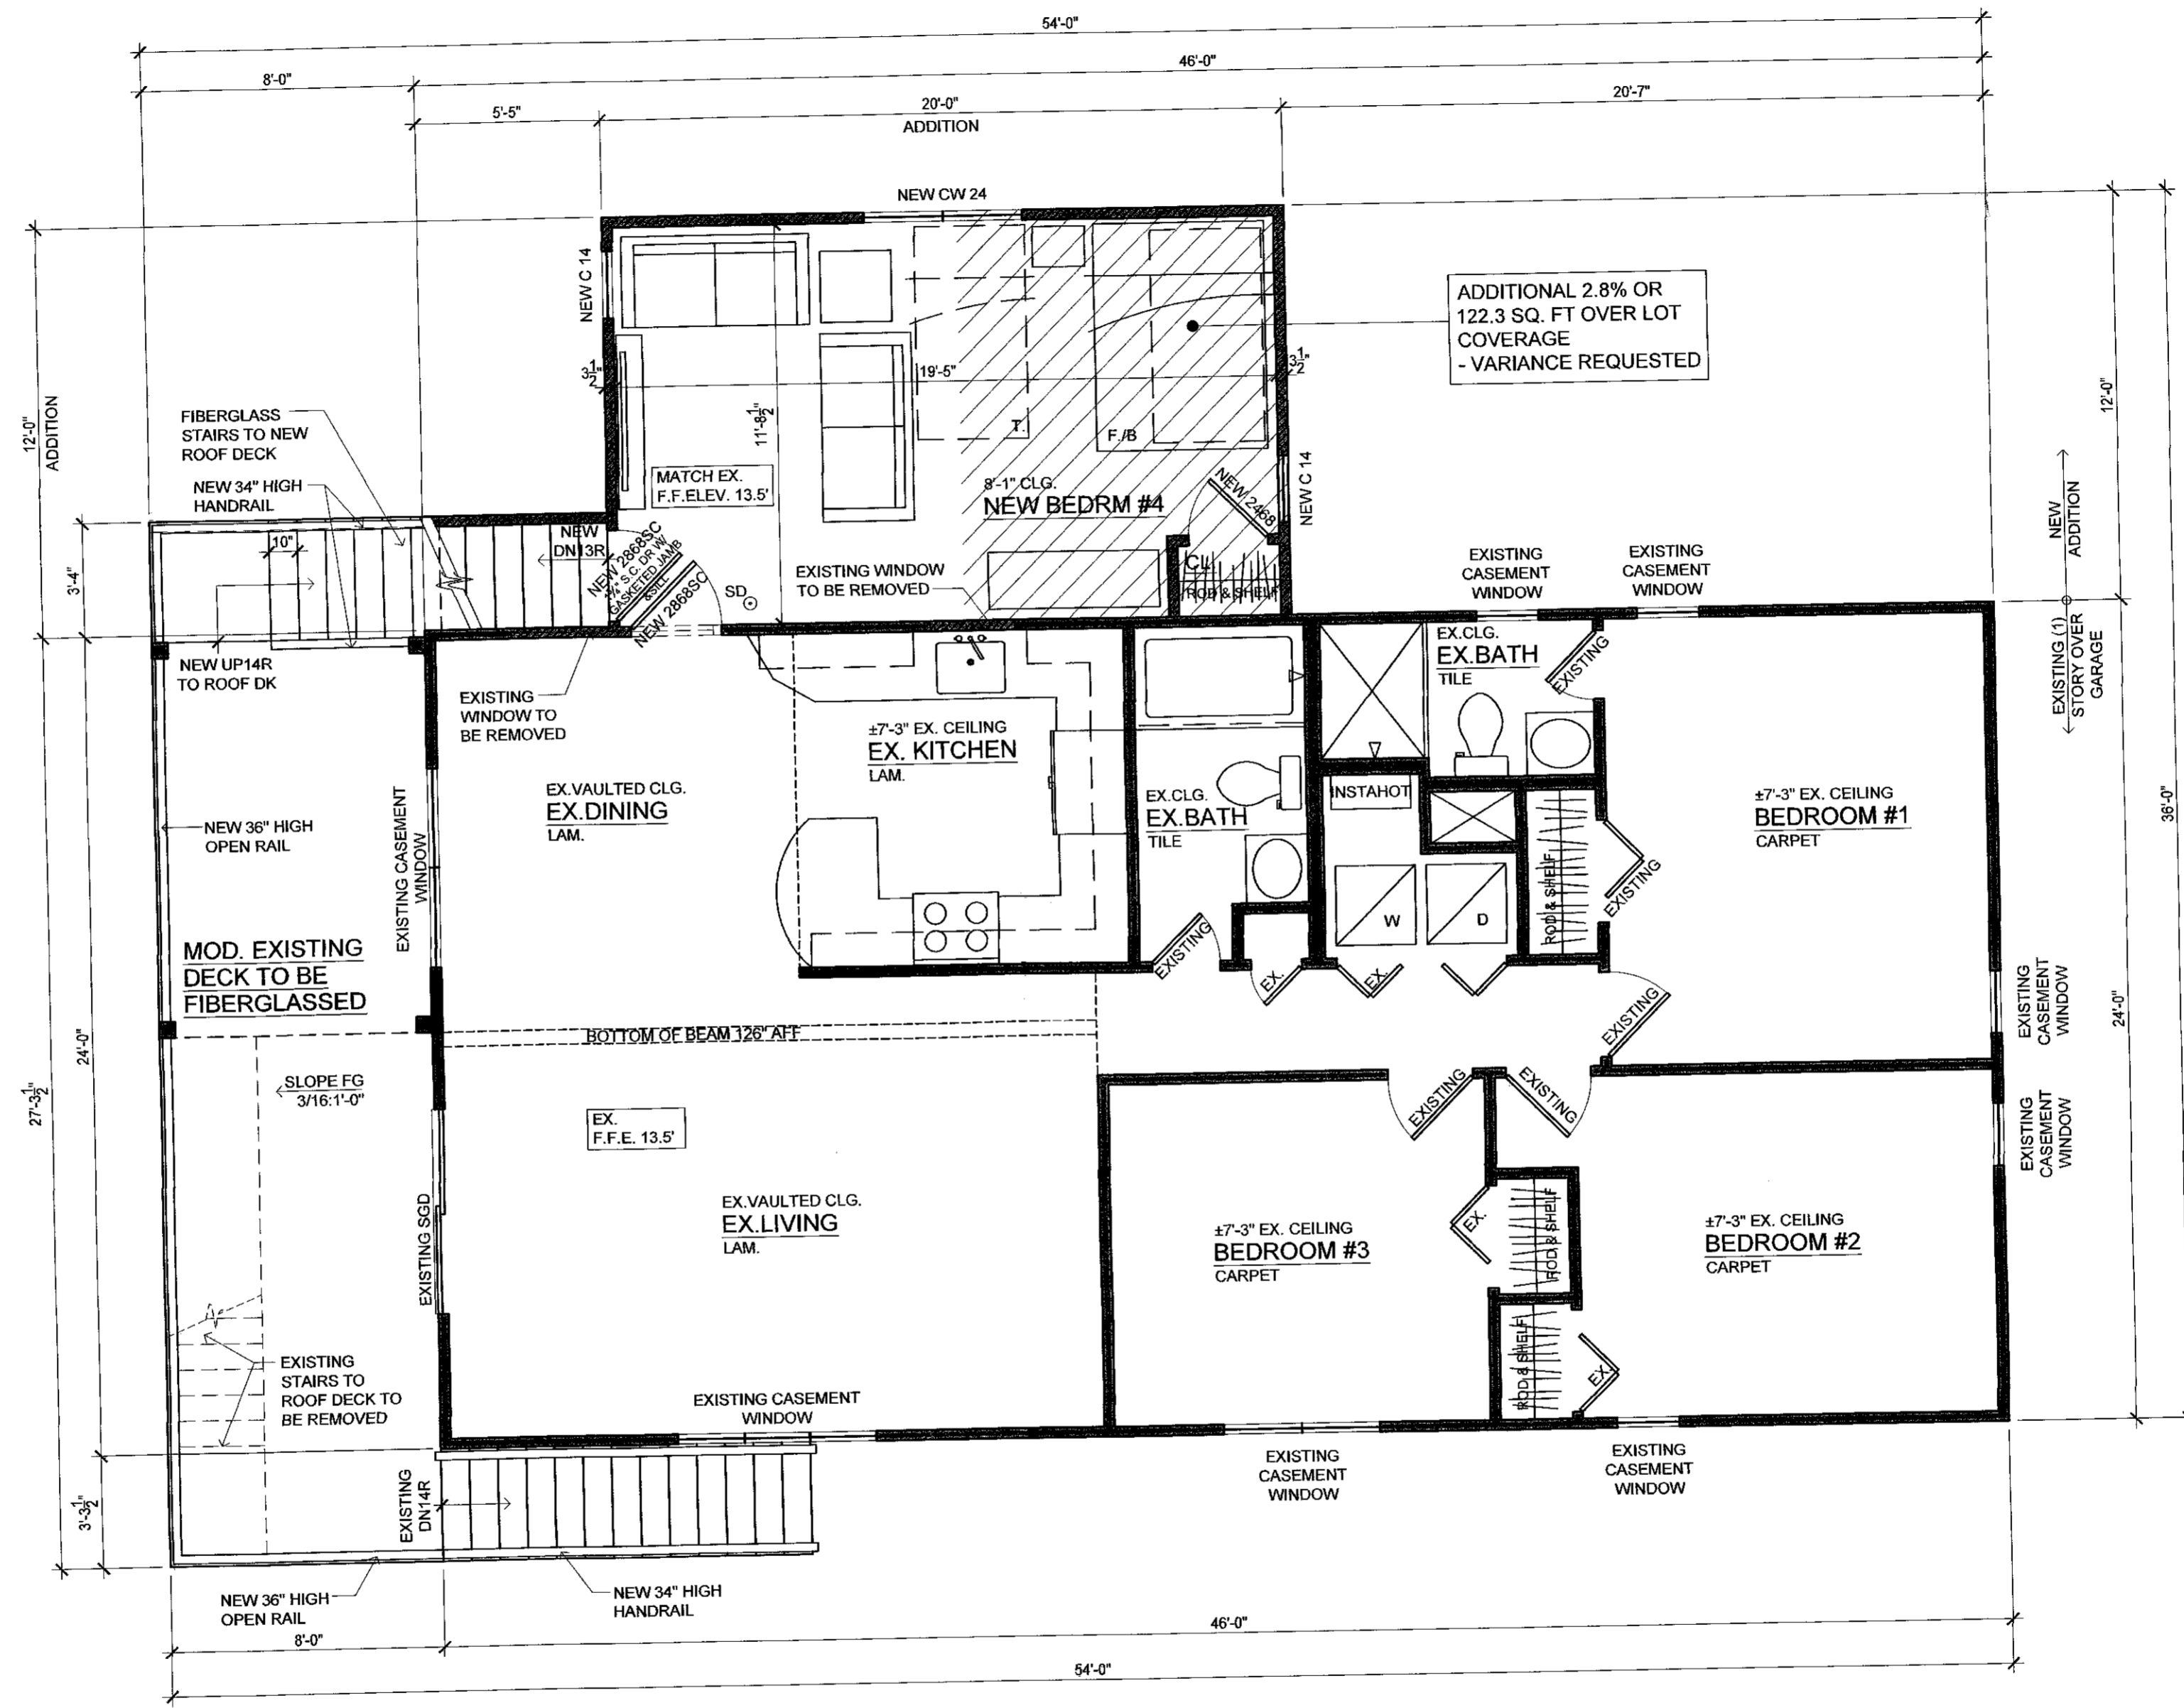 54'-0"
8'-0"
46'-0"
5'-5"
20'-0"
ADDITION
20'-7"
NEW CW 24
NEW C 14
ADDITIONAL 2.8% OR
122.3 SQ. FT OVER LOT
COVERAGE
- VARIANCE REQUESTED
3 1/2"
19'-5"
3 1/2"
11'-8 1/2"
12'-0"
ADDITION
12'-0"
FIBERGLASS
STAIRS TO NEW
ROOF DECK
NEW 34" HIGH
HANDRAIL
T.
F./B
MATCH EX.
F.F.ELEV. 13.5'
8'-1" CLG.
NEW BEDRM #4
NEW 2468
NEW C 14
NEW
ADDITION
10"
NEW
DN13R
NEW 2868SC
1¾" S.C. DR W/
GASKETED JAMB
&SILL
NEW 2868SC
SD
EXISTING WINDOW
TO BE REMOVED
CL
ROD & SHELF
EXISTING
CASEMENT
WINDOW
EXISTING
CASEMENT
WINDOW
3'-4"
EXISTING (1)
STORY OVER
GARAGE
36'-0"
NEW UP14R
TO ROOF DK
EXISTING
WINDOW TO
BE REMOVED
±7'-3" EX. CEILING
EX. KITCHEN
LAM.
EX.CLG.
EX.BATH
TILE
EXISTING
EX.VAULTED CLG.
EX.DINING
LAM.
EX.CLG.
EX.BATH
TILE
INSTAHOT
±7'-3" EX. CEILING
BEDROOM #1
CARPET
NEW 36" HIGH
OPEN RAIL
EXISTING CASEMENT
WINDOW
ROD & SHELF
EXISTING
W
D
MOD. EXISTING
DECK TO BE
FIBERGLASSED
EXISTING
EX.
EX.
EXISTING
EXISTING
CASEMENT
WINDOW
24'-0"
24'-0"
27'-3 1/2"
BOTTOM OF BEAM 126" AFF
SLOPE FG
3/16:1'-0"
EX.
F.F.E. 13.5'
EXISTING
EXISTING
EXISTING
CASEMENT
WINDOW
EXISTING SGD
EX.VAULTED CLG.
EX.LIVING
LAM.
±7'-3" EX. CEILING
BEDROOM #3
CARPET
EX.
ROD & SHELF
±7'-3" EX. CEILING
BEDROOM #2
CARPET
EXISTING
STAIRS TO
ROOF DECK TO
BE REMOVED
ROD & SHELF
EX.
EXISTING CASEMENT
WINDOW
EXISTING
CASEMENT
WINDOW
EXISTING
CASEMENT
WINDOW
3'-3 1/2"
EXISTING
DN14R
NEW 36" HIGH
OPEN RAIL
NEW 34" HIGH
HANDRAIL
8'-0"
46'-0"
54'-0"